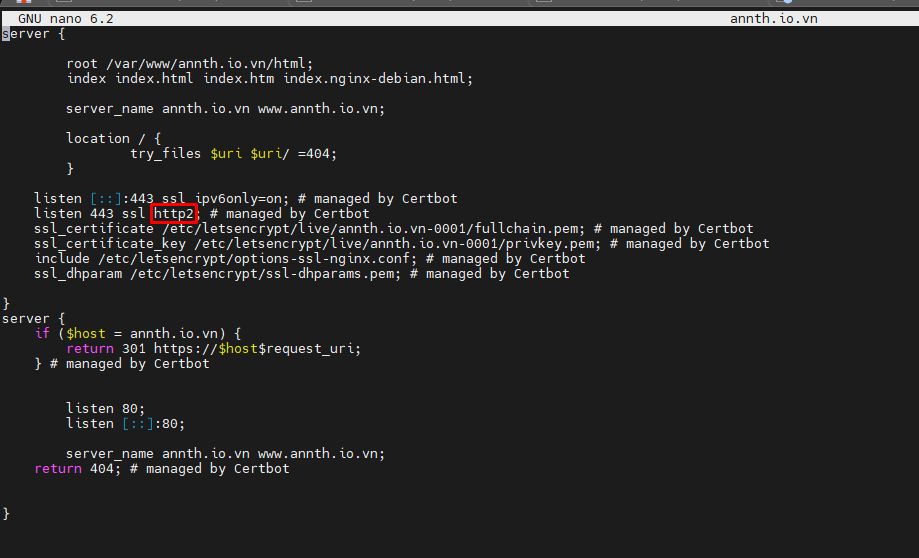 GNU nano 6.2 annth.io.vn
server {
root /var/www/annth.io.vn/html;
index index.html index.htm index.nginx-debian.html;
server_name annth.io.vn www.annth.io.vn;
location / {
try_files $uri $uri/ =404;
}
listen [::]:443 ssl ipv6only=on; # managed by Certbot
listen 443 ssl http2; # managed by Certbot
ssl_certificate /etc/letsencrypt/live/annth.io.vn-0001/fullchain.pem; # managed by Certbot
ssl_certificate_key /etc/letsencrypt/live/annth.io.vn-0001/privkey.pem; # managed by Certbot
include /etc/letsencrypt/options-ssl-nginx.conf; # managed by Certbot
ssl_dhparam /etc/letsencrypt/ssl-dhparams.pem; # managed by Certbot
}
server {
if ($host = annth.io.vn) {
return 301 https://$host$request_uri;
} # managed by Certbot
listen 80;
listen [::]:80;
server_name annth.io.vn www.annth.io.vn;
return 404; # managed by Certbot
}